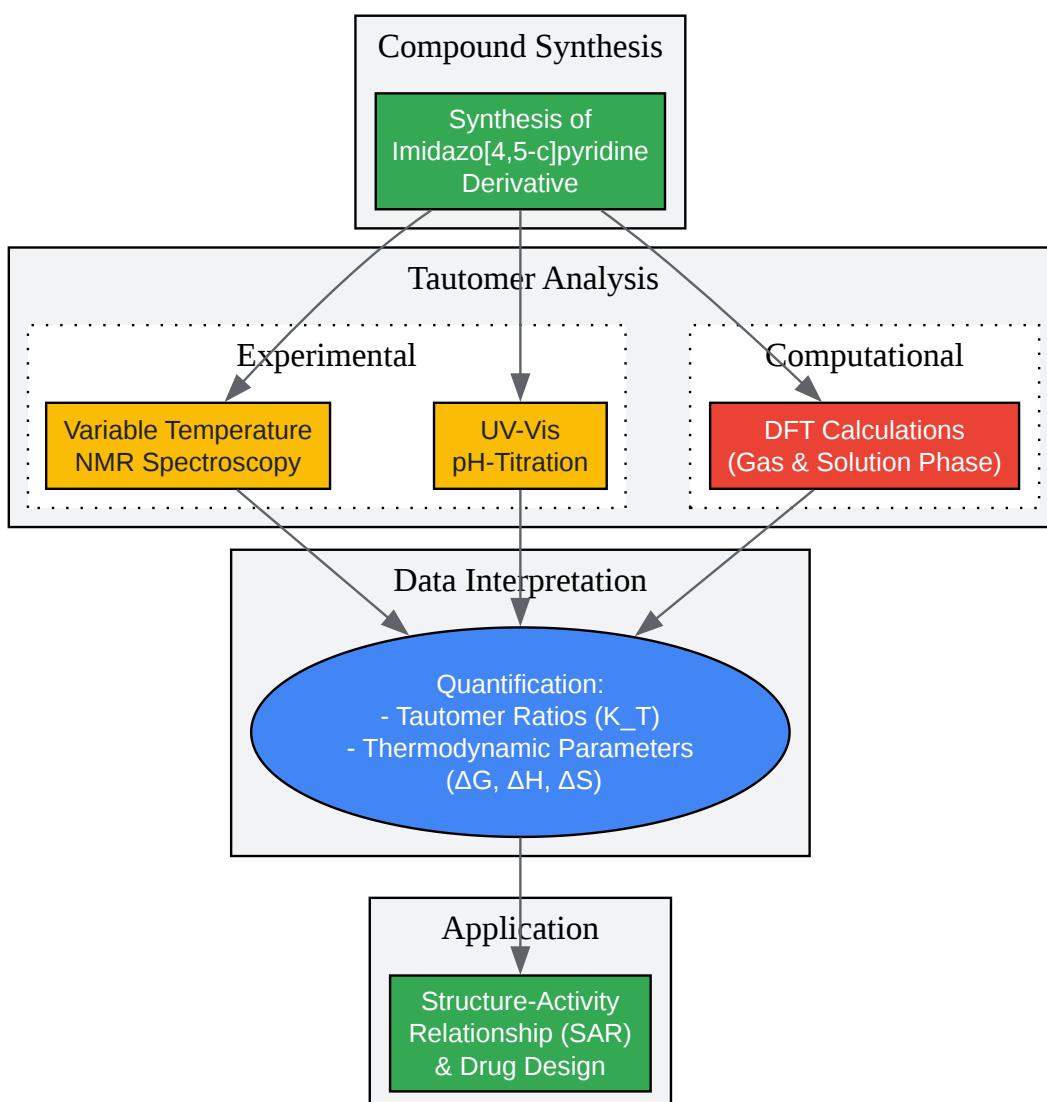 Compound Synthesis
Synthesis of
Imidazo[4,5-c]pyridine
Derivative
Tautomer Analysis
Experimental
Computational
Variable Temperature
NMR Spectroscopy
UV-Vis
pH-Titration
DFT Calculations
(Gas & Solution Phase)
Data Interpretation
Quantification:
- Tautomer Ratios (K_T)
- Thermodynamic Parameters
(ΔG, ΔH, ΔS)
Application
Structure-Activity
Relationship (SAR)
& Drug Design